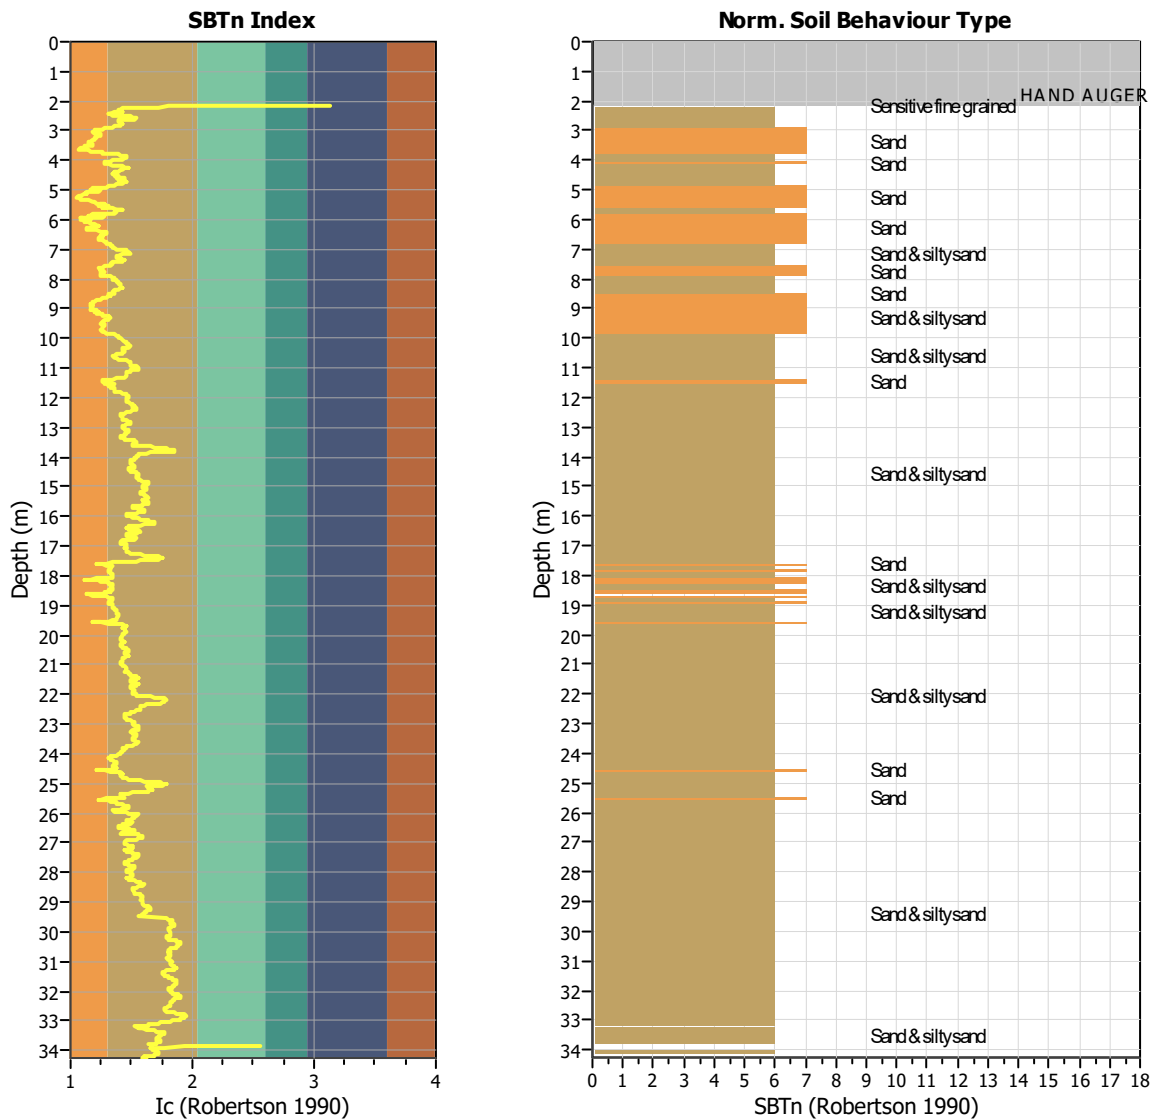 SBTn Index
0
1
2
3
4
5
6
7
8
9
10
11
12
13
14
15
16
17
18
19
20
21
22
23
24
25
26
27
28
29
30
31
32
33
34
Depth (m)
1 2 3 4
Ic (Robertson 1990)
Norm. Soil Behaviour Type
0
1
2
3
4
5
6
7
8
9
10
11
12
13
14
15
16
17
18
19
20
21
22
23
24
25
26
27
28
29
30
31
32
33
34
Depth (m)
HAND AUGER
Sensitive fine grained
Sand
Sand
Sand
Sand
Sand & silty sand
Sand
Sand
Sand & silty sand
Sand & silty sand
Sand
Sand & silty sand
Sand
Sand & silty sand
Sand & silty sand
Sand & silty sand
Sand
Sand
Sand & silty sand
Sand & silty sand
0 1 2 3 4 5 6 7 8 9 10 11 12 13 14 15 16 17 18
SBTn (Robertson 1990)